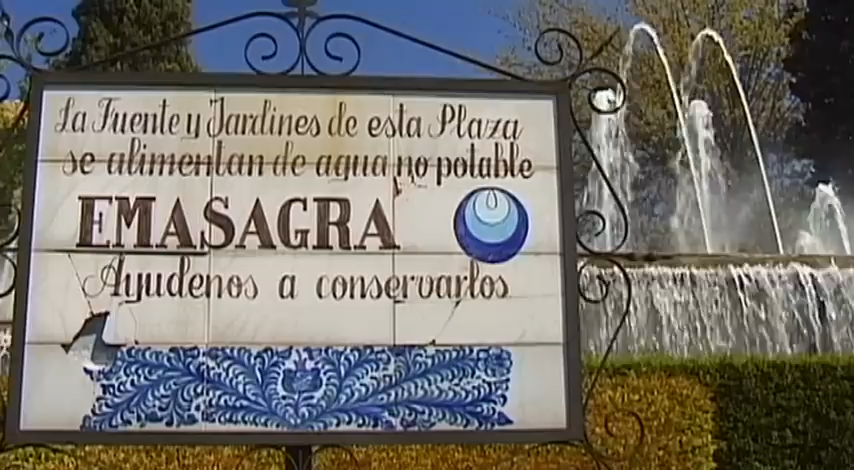 La Fuente y Jardines de esta Plaza
se alimentan de agua no potable
EMASAGRA
Ayudenos a conservarlos